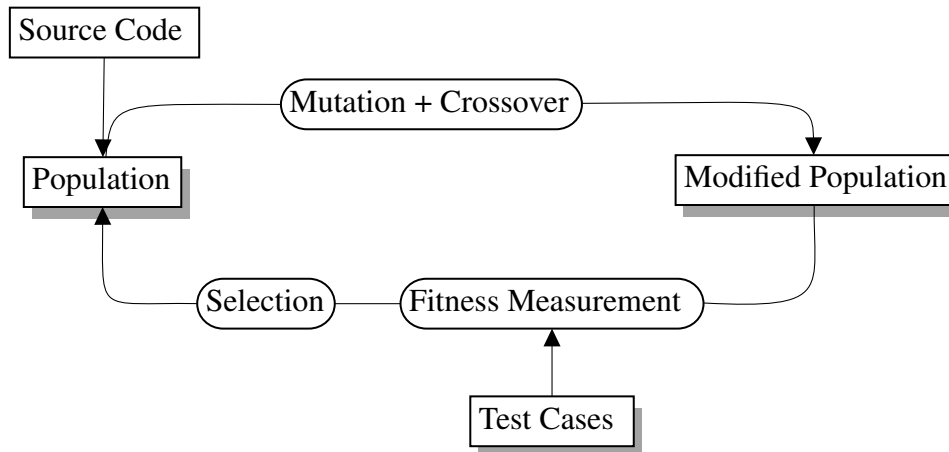 Source Code
Mutation + Crossover
Population
Modified Population
Selection
Fitness Measurement
Test Cases